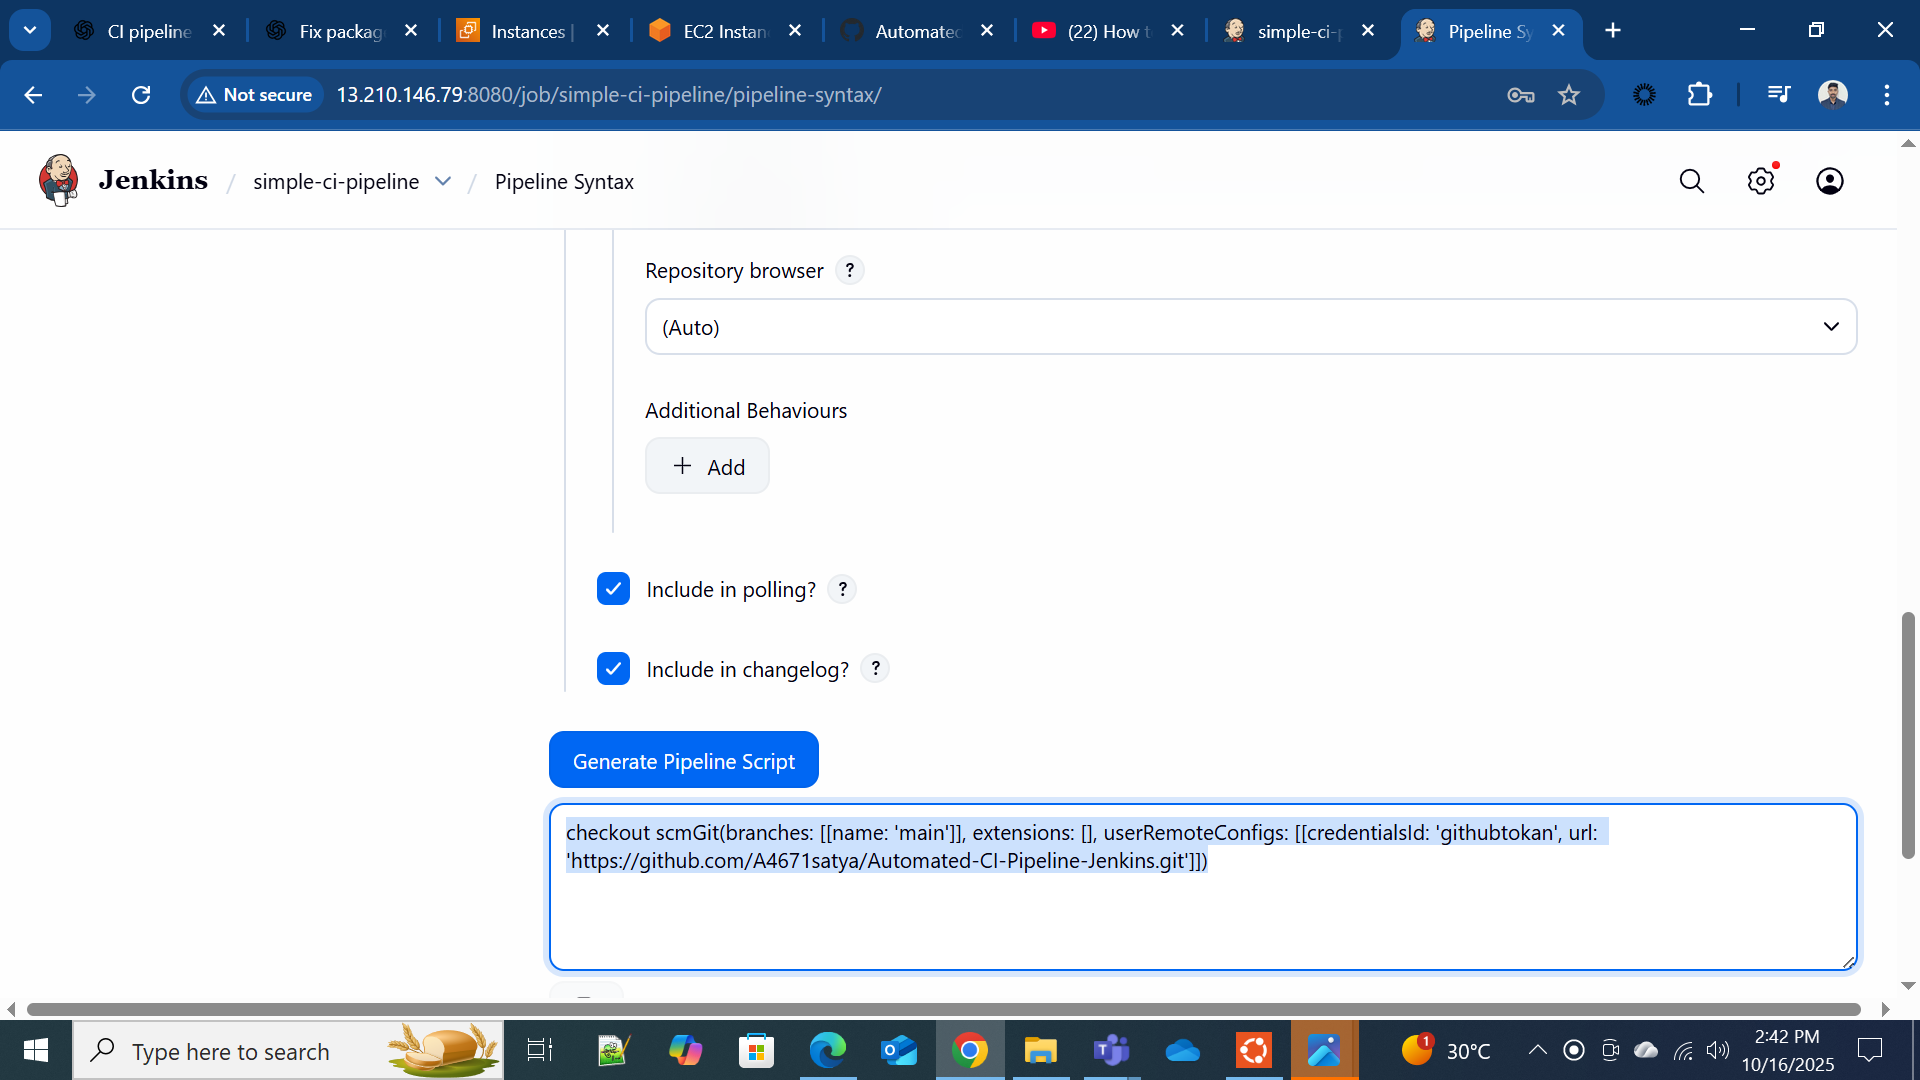 CI pipeline
Fix packag
Instances |
EC2 Instan
Automated
(22) How t
simple-ci-p
Pipeline Sy
Not secure
13.210.146.79:8080/job/simple-ci-pipeline/pipeline-syntax/
Jenkins / simple-ci-pipeline / Pipeline Syntax
Repository browser ?
(Auto)
Additional Behaviours
+ Add
Include in polling? ?
Include in changelog? ?
Generate Pipeline Script
checkout scmGit(branches: [[name: 'main']], extensions: [], userRemoteConfigs: [[credentialsId: 'githubtokan', url:
'https://github.com/A4671satya/Automated-CI-Pipeline-Jenkins.git']])
Type here to search
1
30°C
2:42 PM
10/16/2025